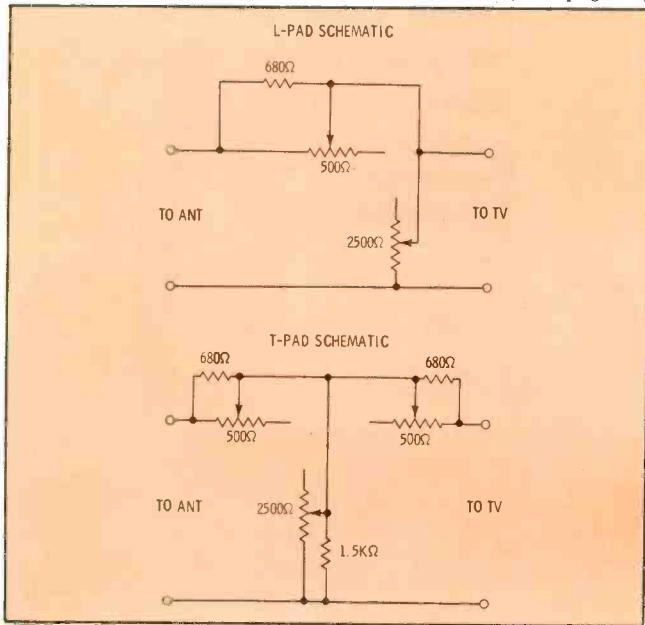 L-PAD SCHEMATIC
680Ω
500Ω
TO ANT
2500Ω
TO TV
T-PAD SCHEMATIC
680Ω
680Ω
500Ω
500Ω
TO ANT
2500Ω
TO TV
1.5KΩ